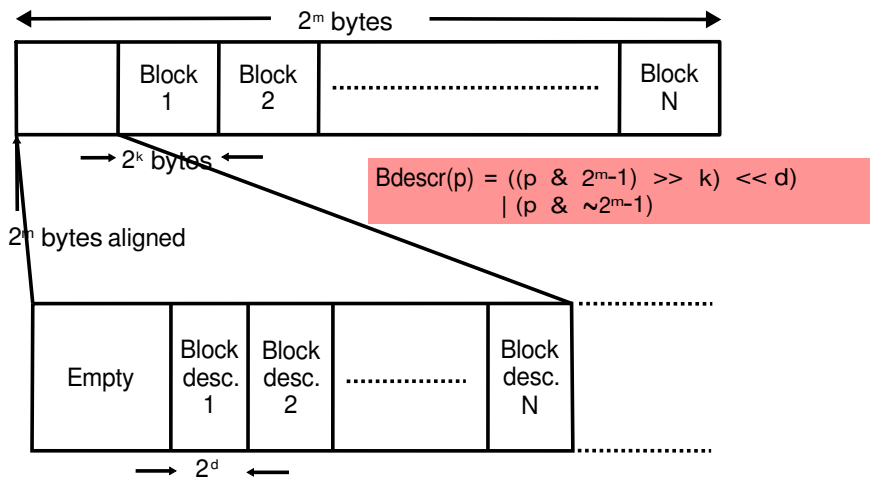 2ᵐ bytes
Block
1
Block
2
Block
N
2ᵏ bytes
Bdescr(p) = ((p & 2ᵐ-1) >> k) << d)
| (p & ~2ᵐ-1)
2ᵐ bytes aligned
Empty
Block
desc.
1
Block
desc.
2
Block
desc.
N
2ᵈ